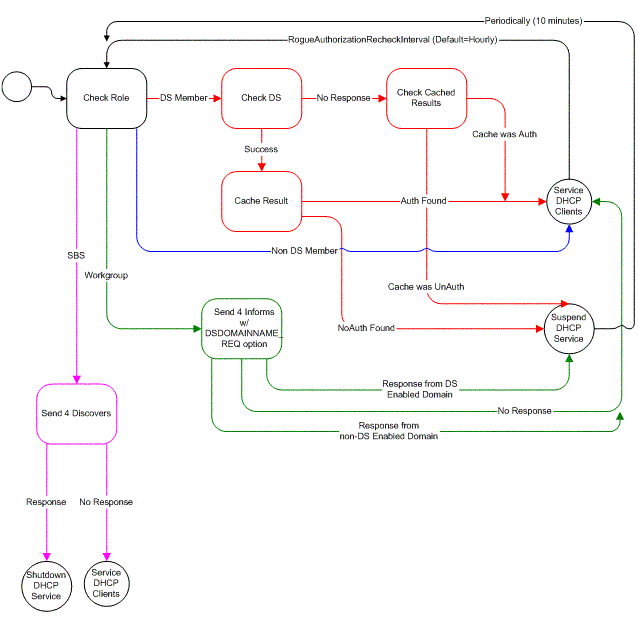 Periodically (10 minutes)
RogueAuthorizationRecheckInterval (Default=Hourly)
Check Role
DS Member
Check DS
No Response
Check Cached
Results
Cache was Auth
Success
Cache Result
Auth Found
Service
DHCP
Clients
SBS
Non DS Member
Workgroup
Cache was UnAuth
Send 4 Informs
w/
DSDOMAINNAME_
REQ option
NoAuth Found
Suspend
DHCP
Service
Response from DS
Enabled Domain
No Response
Response from
non-DS Enabled Domain
Send 4 Discovers
Response
No Response
Shutdown
DHCP
Service
Service
DHCP
Clients